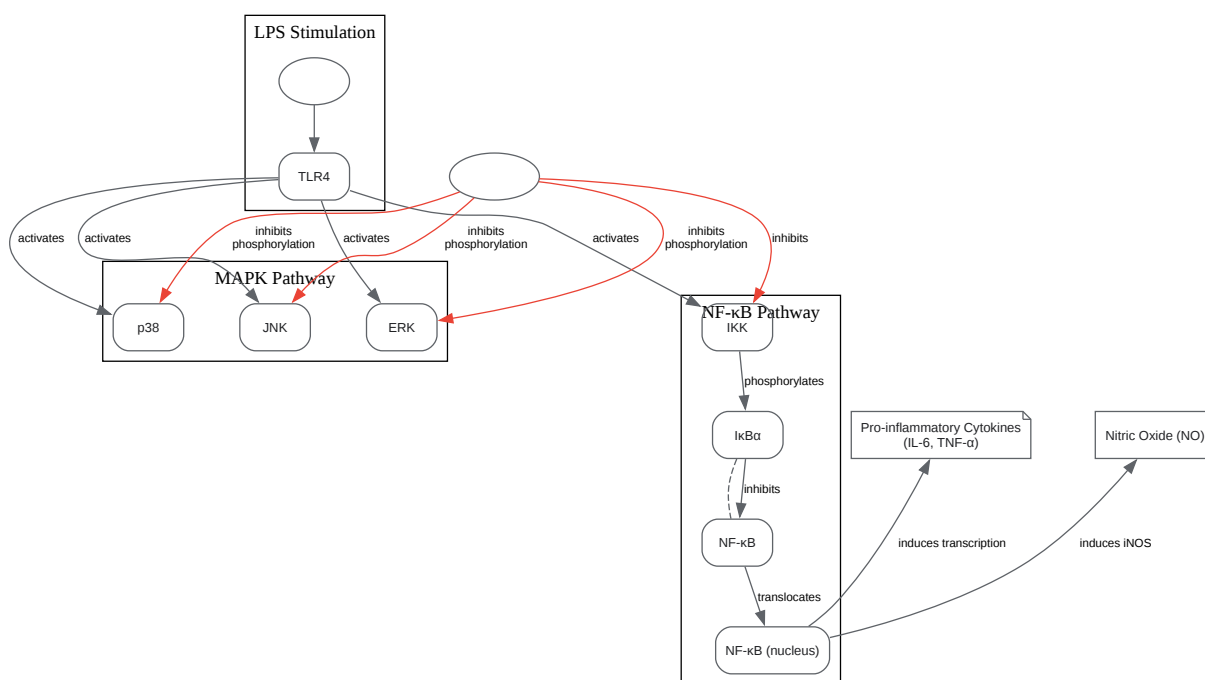 LPS Stimulation
TLR4
activates
activates
inhibits
phosphorylation
activates
inhibits
phosphorylation
activates
inhibits
phosphorylation
inhibits
MAPK Pathway
p38
JNK
ERK
NF-κB Pathway
IKK
phosphorylates
IκBα
Pro-inflammatory Cytokines
(IL-6, TNF-α)
Nitric Oxide (NO)
inhibits
NF-κB
induces transcription
induces iNOS
translocates
NF-κB (nucleus)